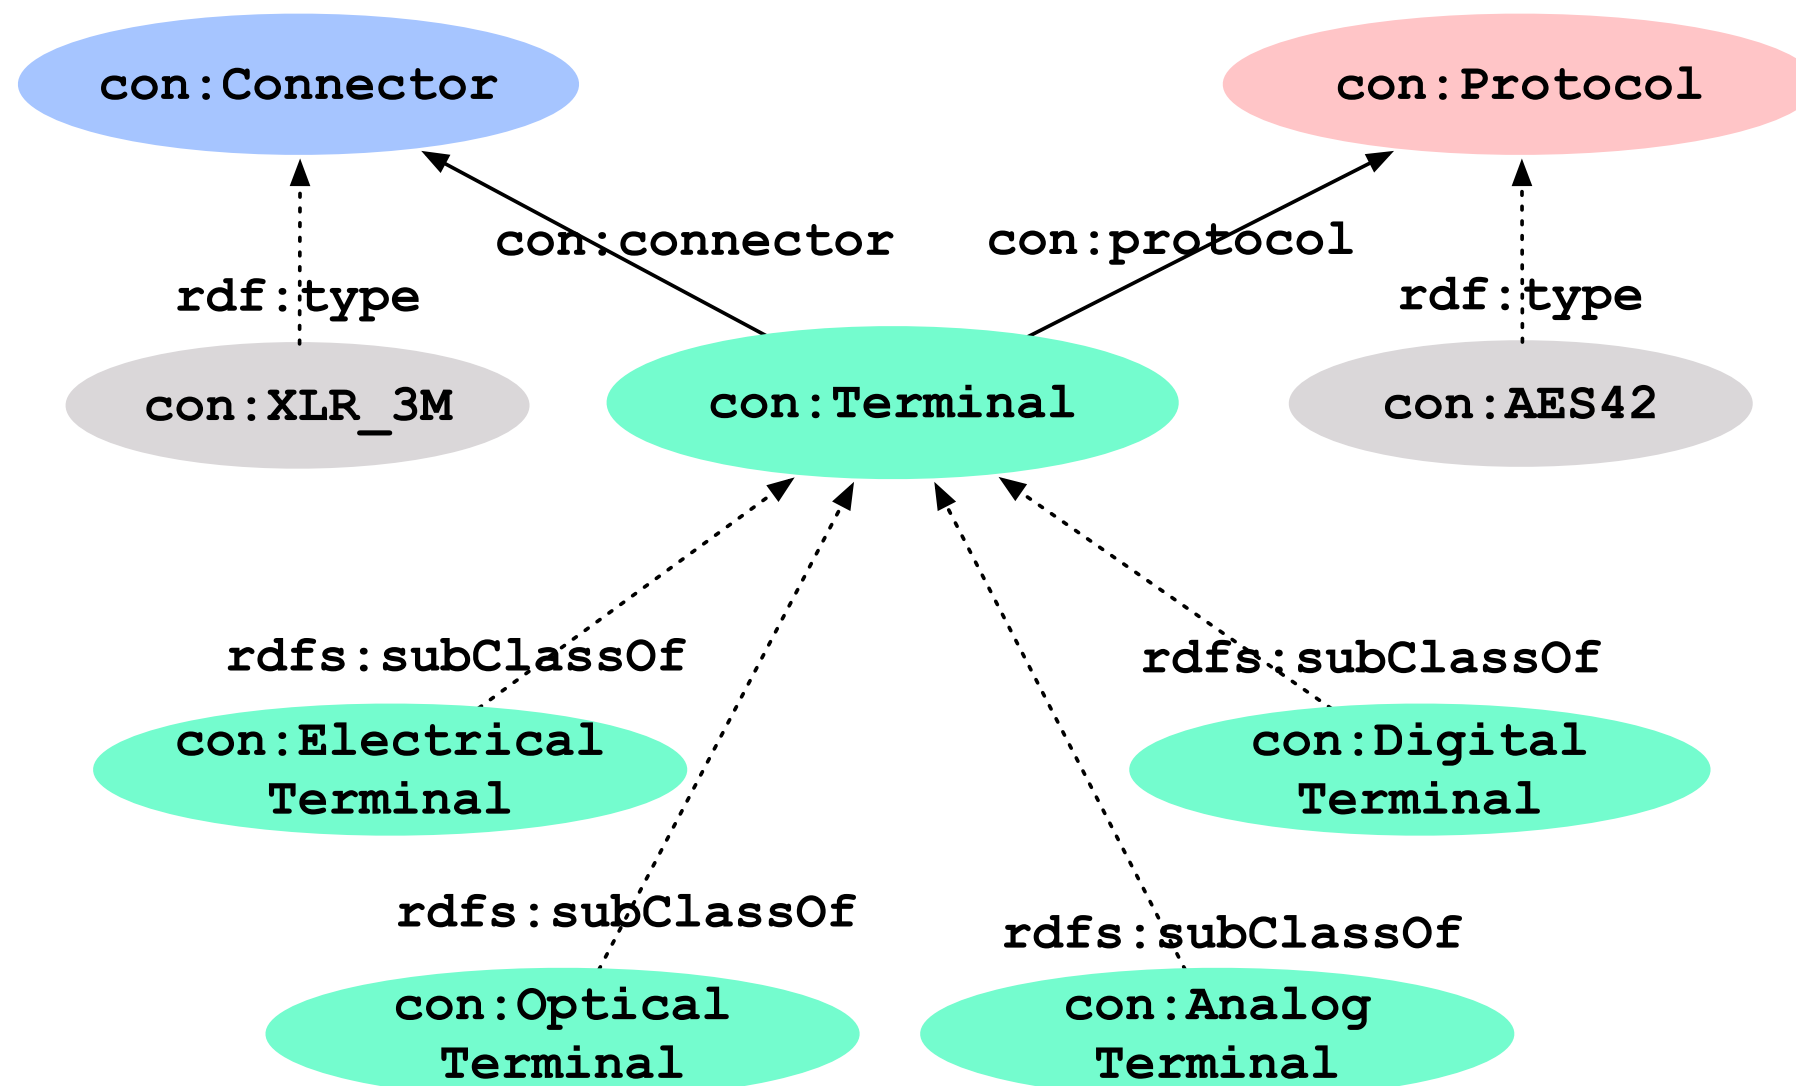 con:Connector
con:Protocol
con:connector
con:protocol
rdf:type
rdf:type
con:XLR_3M
con:Terminal
con:AES42
rdfs:subClassOf
rdfs:subClassOf
con:Electrical
Terminal
con:Digital
Terminal
rdfs:subClassOf
rdfs:subClassOf
con:Optical
Terminal
con:Analog
Terminal